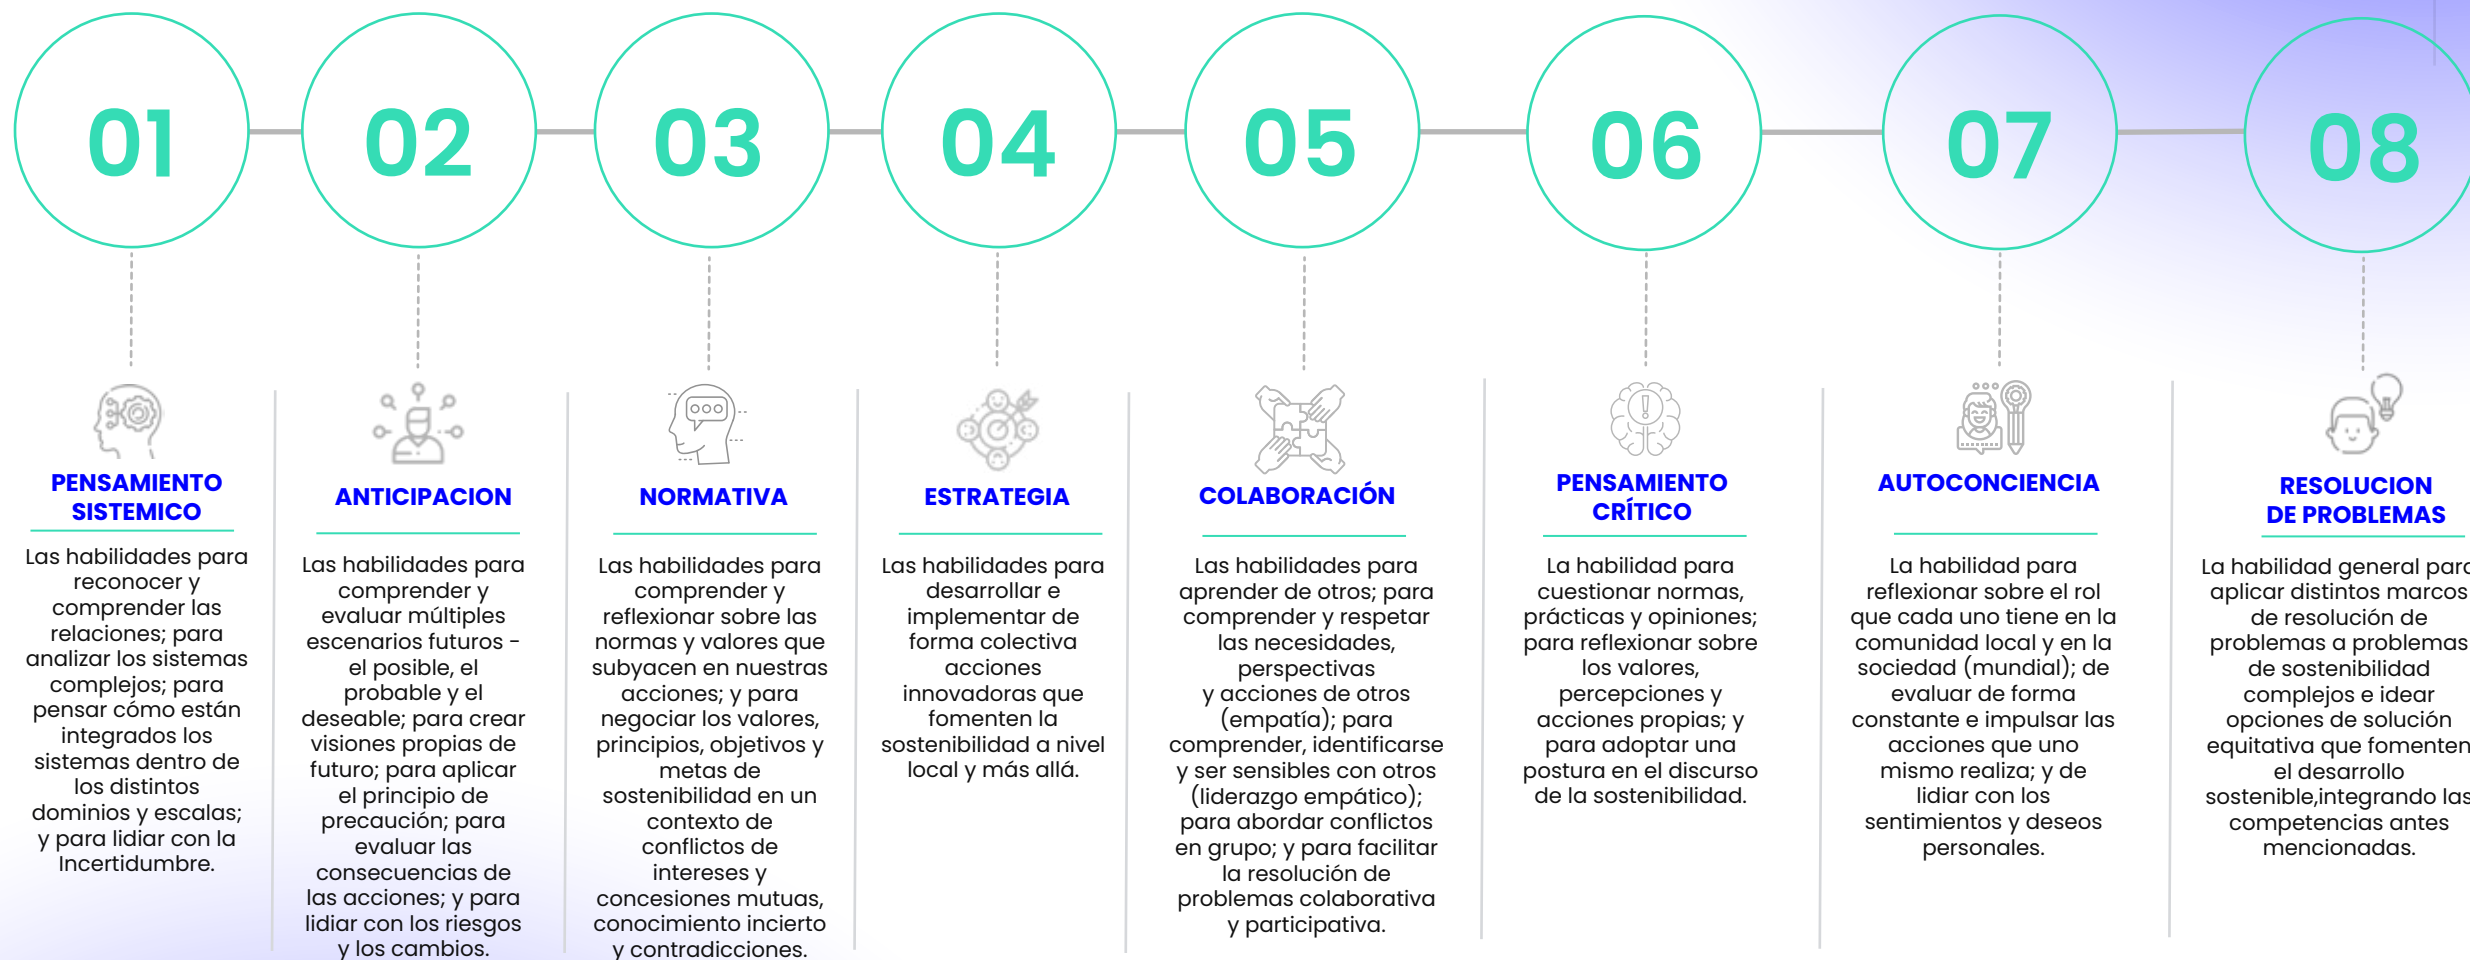 01
02
03
04
05
06
07
08
PENSAMIENTO
SISTEMICO
Las habilidades para
reconocer y
comprender las
relaciones; para
analizar los sistemas
complejos; para
pensar cómo están
integrados los
sistemas dentro de
los distintos
dominios y escalas;
y para lidiar con la
Incertidumbre.
ANTICIPACION
Las habilidades para
comprender y
evaluar múltiples
escenarios futuros -
el posible, el
probable y el
deseable; para crear
visiones propias de
futuro; para aplicar
el principio de
precaución; para
evaluar las
consecuencias de
las acciones; y para
lidiar con los riesgos
y los cambios.
NORMATIVA
Las habilidades para
comprender y
reflexionar sobre las
normas y valores que
subyacen en nuestras
acciones; y para
negociar los valores,
principios, objetivos y
metas de
sostenibilidad en un
contexto de
conflictos de
intereses y
concesiones mutuas,
conocimiento incierto
y contradicciones.
ESTRATEGIA
Las habilidades para
desarrollar e
implementar de
forma colectiva
acciones
innovadoras que
fomenten la
sostenibilidad a nivel
local y más allá.
COLABORACIÓN
Las habilidades para
aprender de otros; para
comprender y respetar
las necesidades,
perspectivas
y acciones de otros
(empatía); para
comprender, identificarse
y ser sensibles con otros
(liderazgo empático);
para abordar conflictos
en grupo; y para facilitar
la resolución de
problemas colaborativa
y participativa.
PENSAMIENTO
CRÍTICO
La habilidad para
cuestionar normas,
prácticas y opiniones;
para reflexionar sobre
los valores,
percepciones y
acciones propias; y
para adoptar una
postura en el discurso
de la sostenibilidad.
AUTOCONCIENCIA
La habilidad para
reflexionar sobre el rol
que cada uno tiene en la
comunidad local y en la
sociedad (mundial); de
evaluar de forma
constante e impulsar las
acciones que uno
mismo realiza; y de
lidiar con los
sentimientos y deseos
personales.
RESOLUCION
DE PROBLEMAS
La habilidad general para
aplicar distintos marcos
de resolución de
problemas a problemas
de sostenibilidad
complejos e idear
opciones de solución
equitativa que fomenten
el desarrollo
sostenible,integrando las
competencias antes
mencionadas.